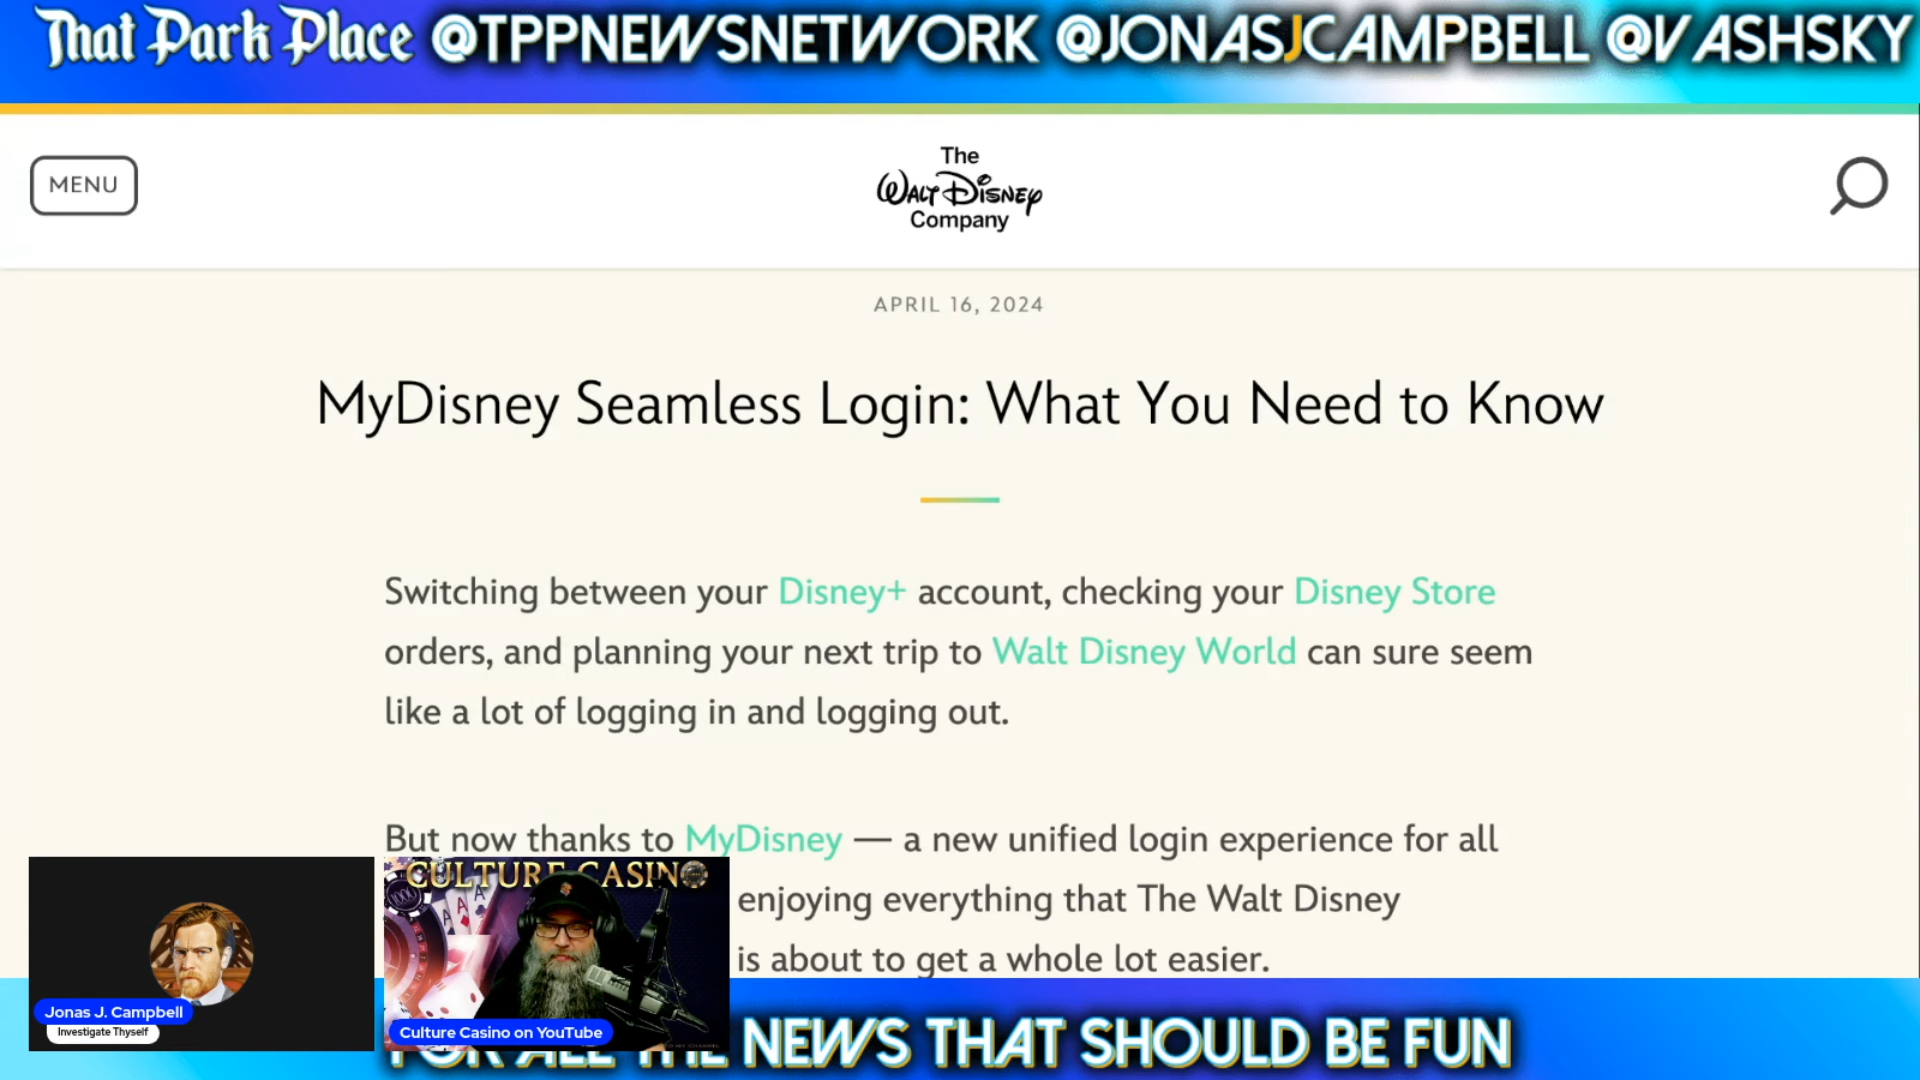 That Park Place @TPPNEWSNETWORK @JONASJCAMPBELL @VASHSKY
MENU
The
Walt Disney
Company
APRIL 16, 2024
MyDisney Seamless Login: What You Need to Know
Switching between your Disney+ account, checking your Disney Store
orders, and planning your next trip to Walt Disney World can sure seem
like a lot of logging in and logging out.
But now thanks to MyDisney — a new unified login experience for all
enjoying everything that The Walt Disney
is about to get a whole lot easier.
CULTURE CASINO
Jonas J. Campbell
Investigate Thyself
Culture Casino on YouTube
FOR ALL THE NEWS THAT SHOULD BE FUN